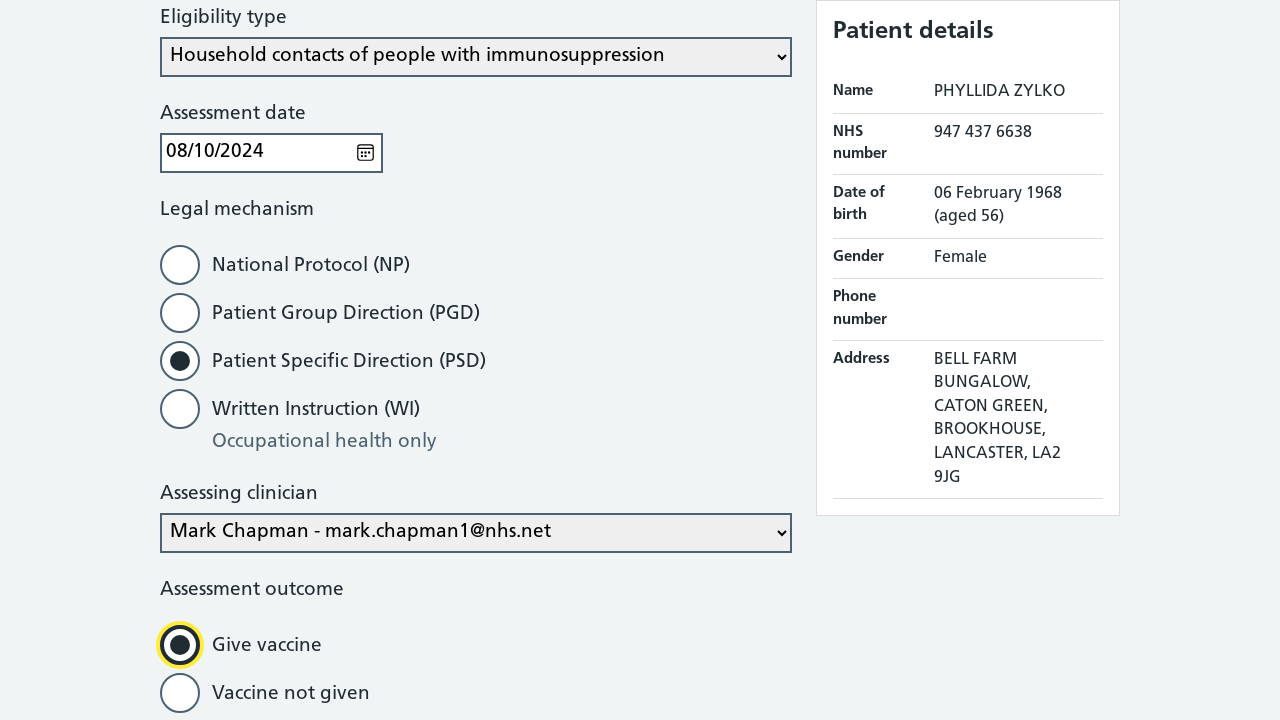 Eligibility type
Household contacts of people with immunosuppression
Assessment date
08/10/2024
Legal mechanism
National Protocol (NP)
Patient Group Direction (PGD)
Patient Specific Direction (PSD)
Written Instruction (WI)
Occupational health only
Assessing clinician
Mark Chapman - mark.chapman1@nhs.net
Assessment outcome
Give vaccine
Vaccine not given
Patient details
Name PHYLLIDA ZYLKO
NHS 947 437 6638
number
Date of 06 February 1968
birth (aged 56)
Gender Female
Phone
number
Address BELL FARM
BUNGALOW,
CATON GREEN,
BROOKHOUSE,
LANCASTER, LA2
9JG